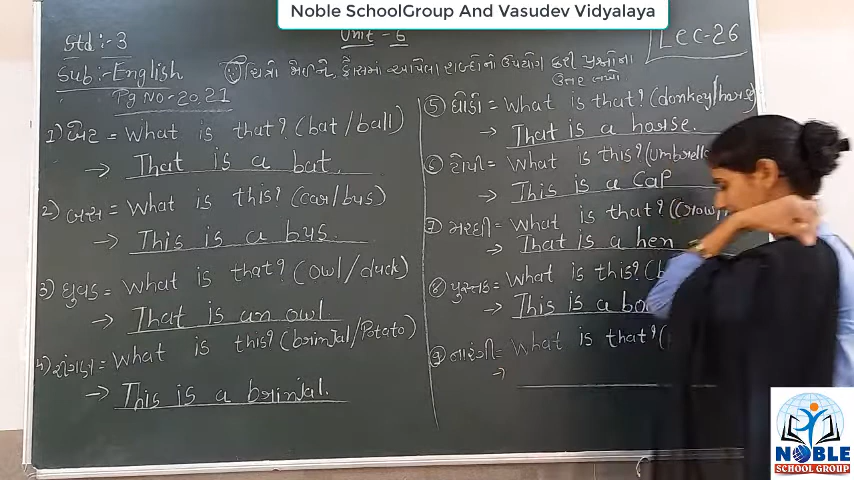 Noble SchoolGroup And Vasudev Vidyalaya
Std:- 3
Unit - 6
Lec-26
Sub:- English
ચિત્રો જોઈને, કૌંસમાં આપેલા શબ્દોનો ઉપયોગ કરી પ્રશ્નોના
ઉત્તર લખો
Pg No-20,21
1) બેટ = What is that? (bat/ball)
→ That is a bat.
2) બસ = What is this? (car/bus)
→ This is a bus.
3) ઘુવડ = What is that? (owl/duck)
→ That is an owl.
4) રીંગણ = What is this? (brinjal/Potato)
→ This is a brinjal.
5) ઘોડો = What is that? (donkey/horse)
→ That is a horse.
6) ટોપી = What is this? (umbrella
→ This is a cap
7) મરઘી = What is that? (crow,
→ That is a hen
8) પુસ્તક = What is this? (b
→ This is a bo
9) નારંગી = What is that? (
→
NOBLE
SCHOOL GROUP